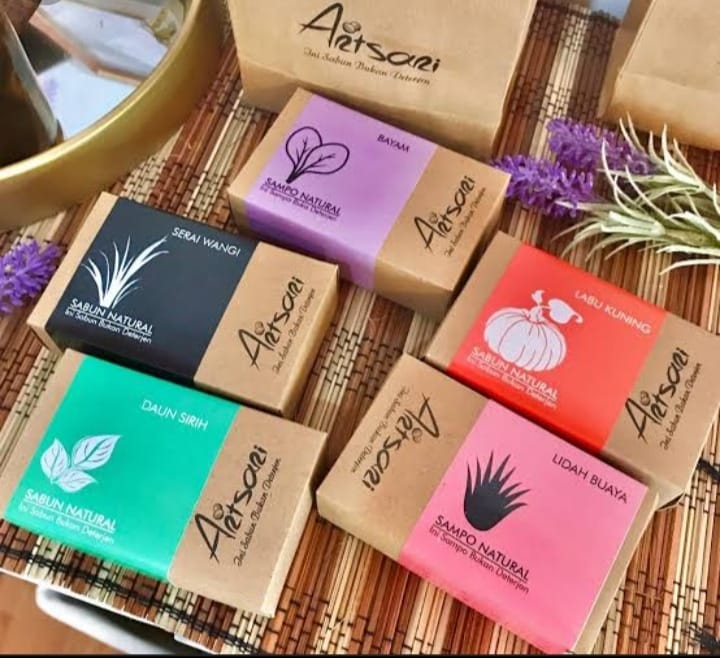 Artsari
Ini Sabun Bukan Deterjen
BAYAM
SAMPO NATURAL
Ini Sampo Buka Deterjen
Artsari
SERAI WANGI
SABUN NATURAL
Ini Sabun Bukan Deterjen
Artsari
Ini Sabun Bukan Deterjen
LABU KUNING
SABUN NATURAL
Ini Sabun Bukan Deterjen
Artsari
Ini Sabun Bukan Deterjen
DAUN SIRIH
SABUN NATURAL
Ini Sabun Bukan Deterjen
Artsari
Ini Sabun Bukan Deterjen
Artsari
Ini Sabun Bukan Deterjen
LIDAH BUAYA
SAMPO NATURAL
Ini Sampo Bukan Deterjen